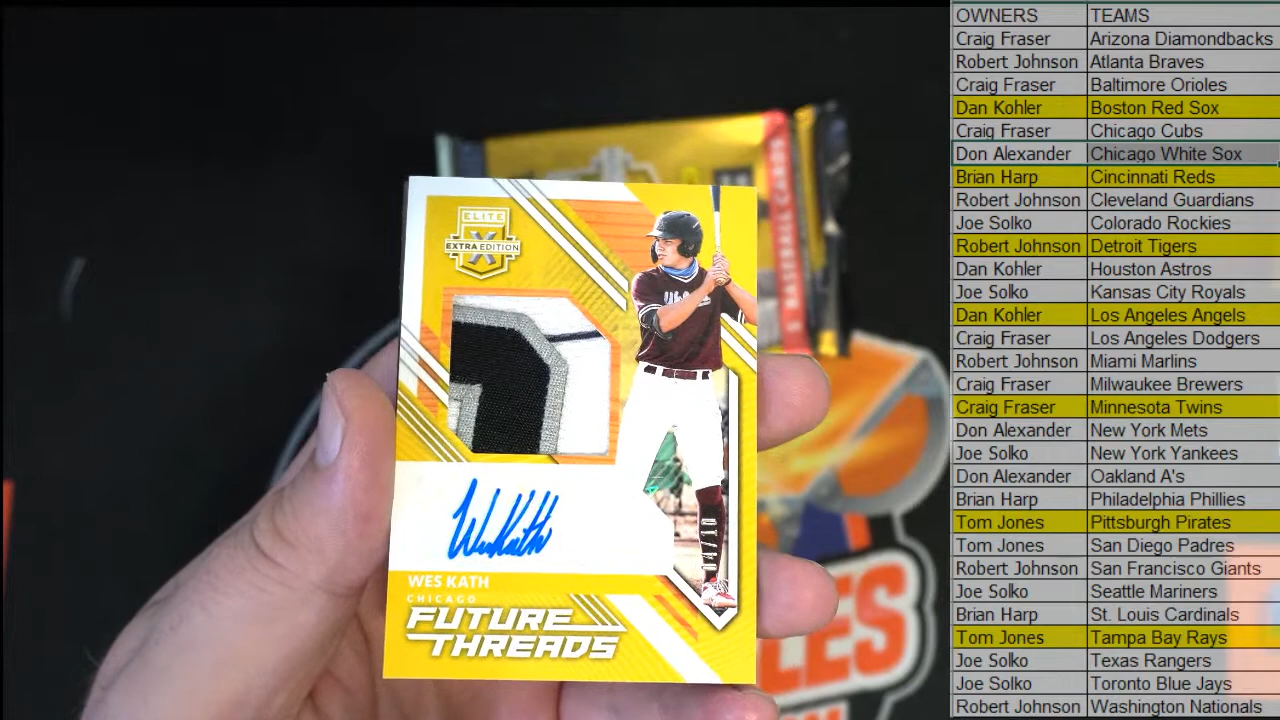 ELITE
X
EXTRA EDITION
Wes Kath
04/10
WES KATH
CHICAGO
FUTURE
THREADS
BASEBALL CARDS
LES
OWNERS TEAMS
Craig Fraser Arizona Diamondbacks
Robert Johnson Atlanta Braves
Craig Fraser Baltimore Orioles
Dan Kohler Boston Red Sox
Craig Fraser Chicago Cubs
Don Alexander Chicago White Sox
Brian Harp Cincinnati Reds
Robert Johnson Cleveland Guardians
Joe Solko Colorado Rockies
Robert Johnson Detroit Tigers
Dan Kohler Houston Astros
Joe Solko Kansas City Royals
Dan Kohler Los Angeles Angels
Craig Fraser Los Angeles Dodgers
Robert Johnson Miami Marlins
Craig Fraser Milwaukee Brewers
Craig Fraser Minnesota Twins
Don Alexander New York Mets
Joe Solko New York Yankees
Don Alexander Oakland A's
Brian Harp Philadelphia Phillies
Tom Jones Pittsburgh Pirates
Tom Jones San Diego Padres
Robert Johnson San Francisco Giants
Joe Solko Seattle Mariners
Brian Harp St. Louis Cardinals
Tom Jones Tampa Bay Rays
Joe Solko Texas Rangers
Joe Solko Toronto Blue Jays
Robert Johnson Washington Nationals